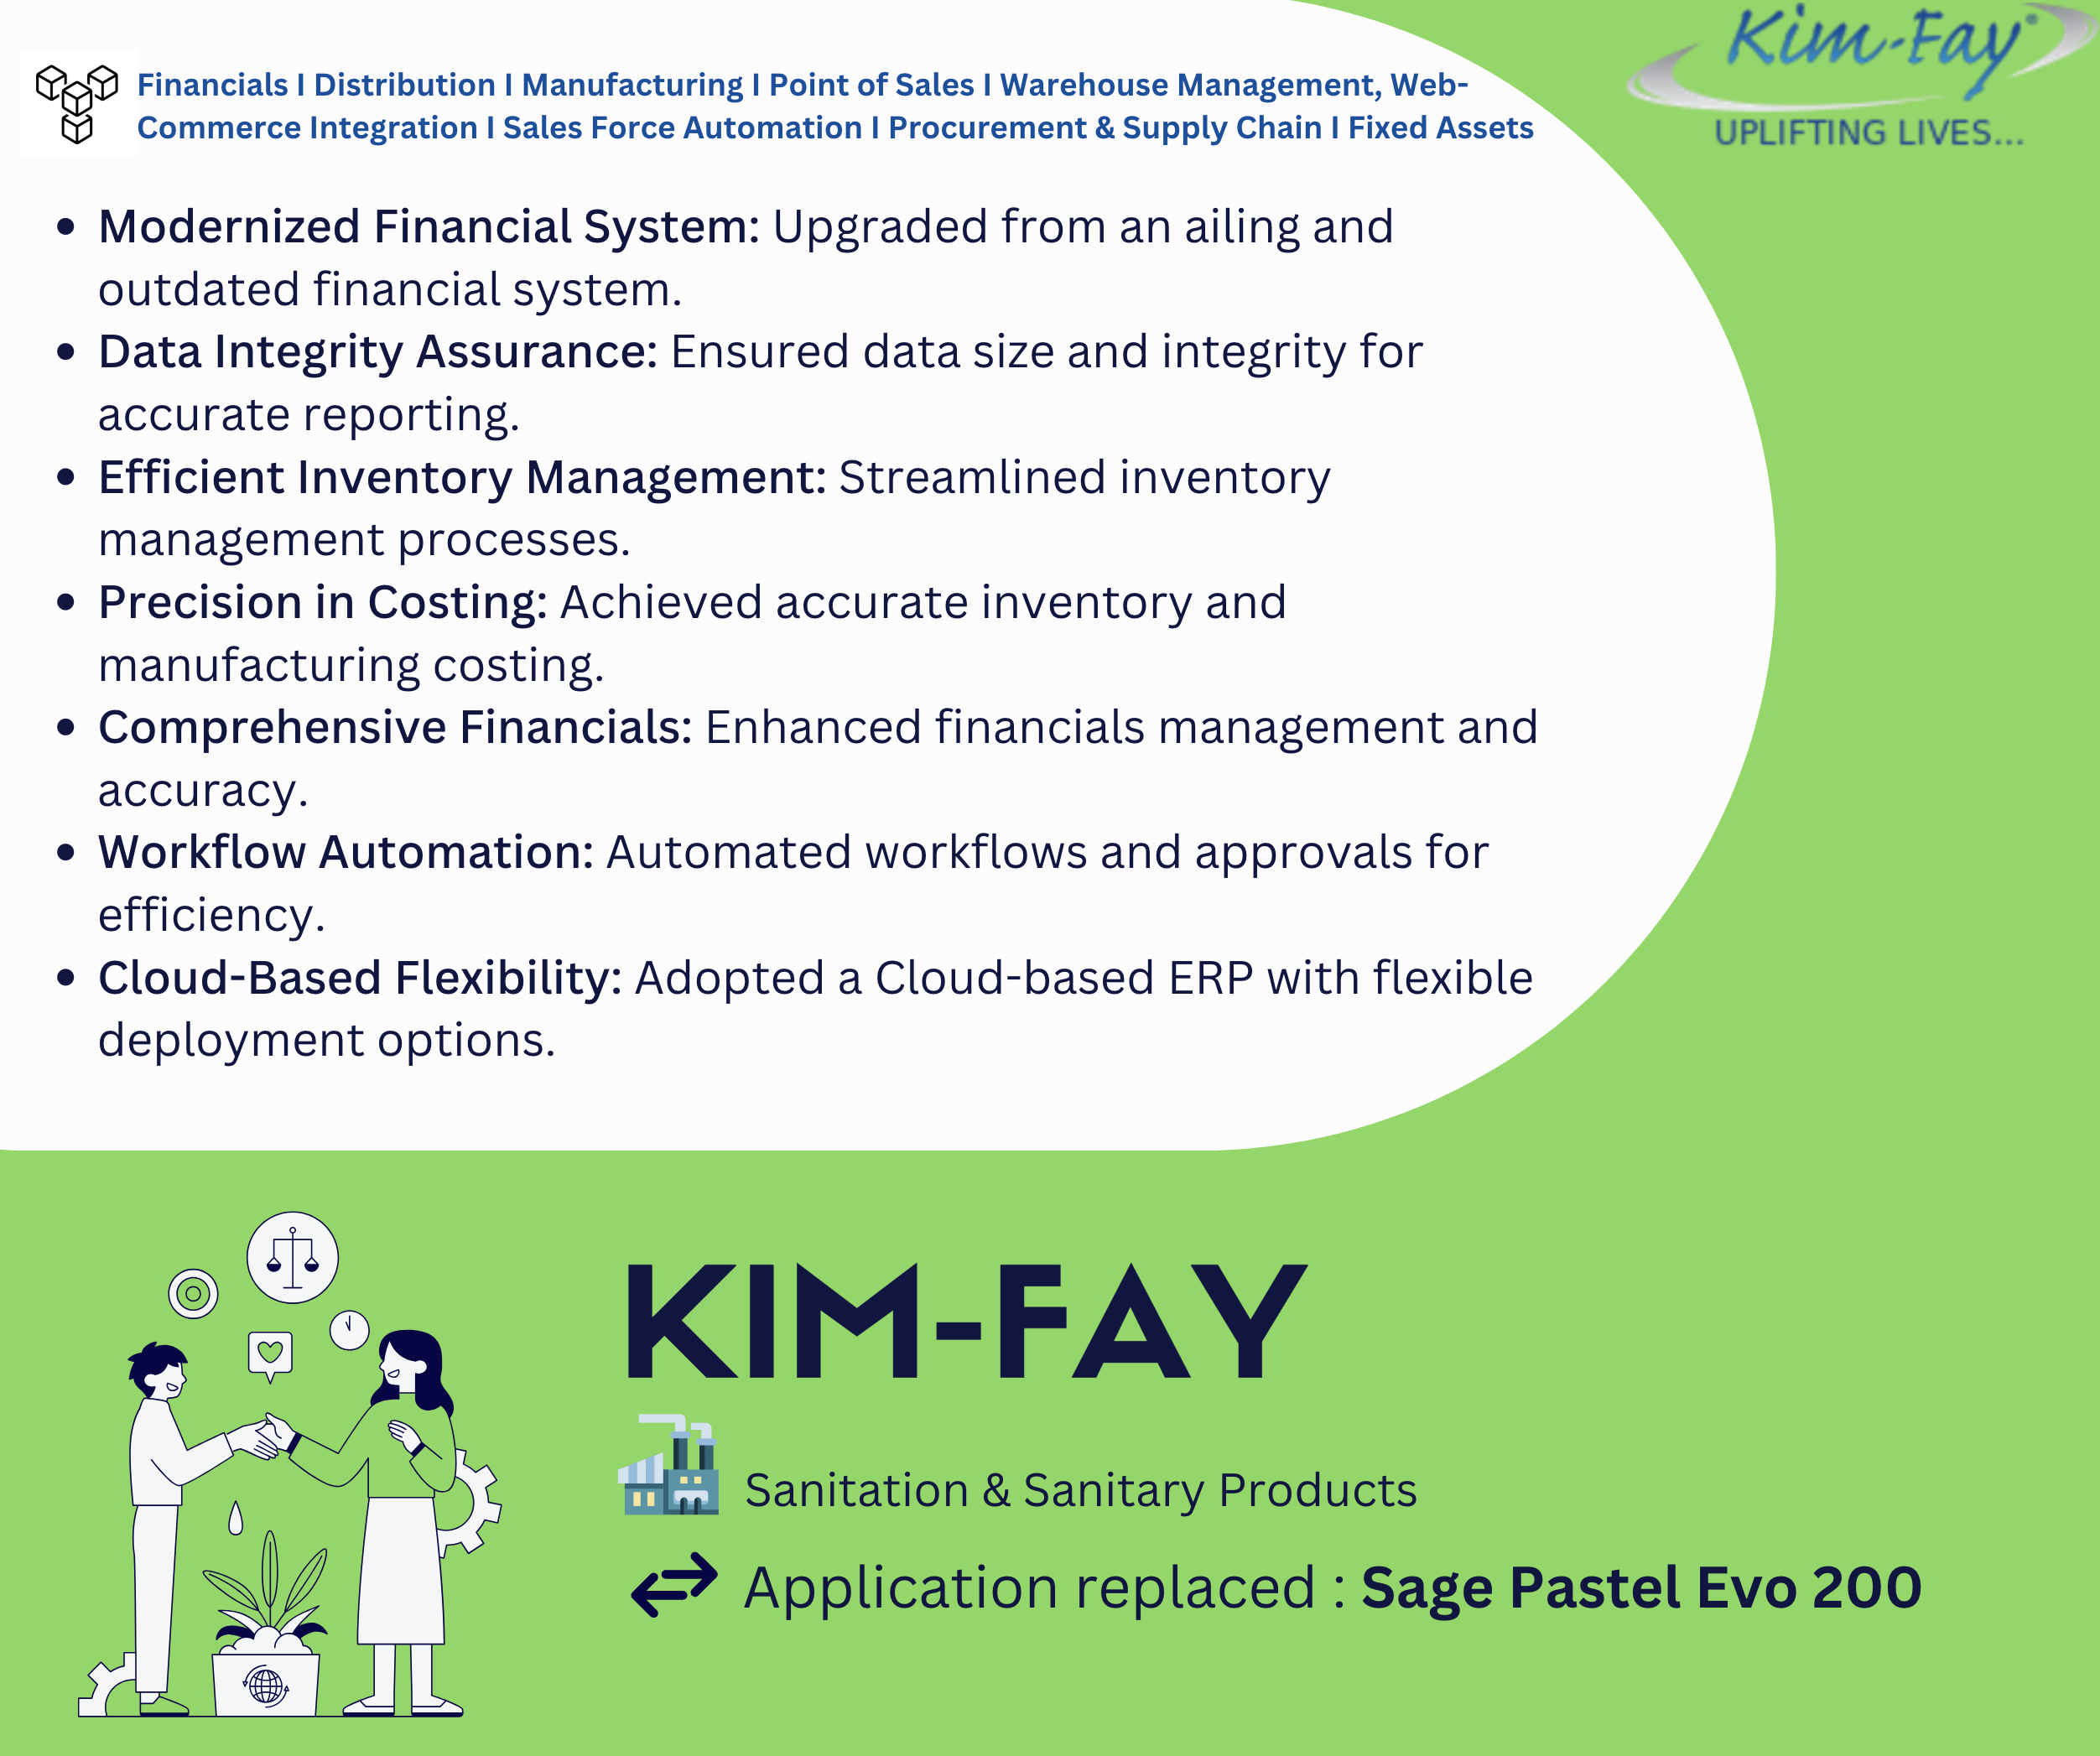 Kim-Fay®
UPLIFTING LIVES...
Financials I Distribution I Manufacturing I Point of Sales I Warehouse Management, Web-
Commerce Integration I Sales Force Automation I Procurement & Supply Chain I Fixed Assets
• Modernized Financial System: Upgraded from an ailing and
outdated financial system.
• Data Integrity Assurance: Ensured data size and integrity for
accurate reporting.
• Efficient Inventory Management: Streamlined inventory
management processes.
• Precision in Costing: Achieved accurate inventory and
manufacturing costing.
• Comprehensive Financials: Enhanced financials management and
accuracy.
• Workflow Automation: Automated workflows and approvals for
efficiency.
• Cloud-Based Flexibility: Adopted a Cloud-based ERP with flexible
deployment options.
KIM-FAY
Sanitation & Sanitary Products
Application replaced : Sage Pastel Evo 200